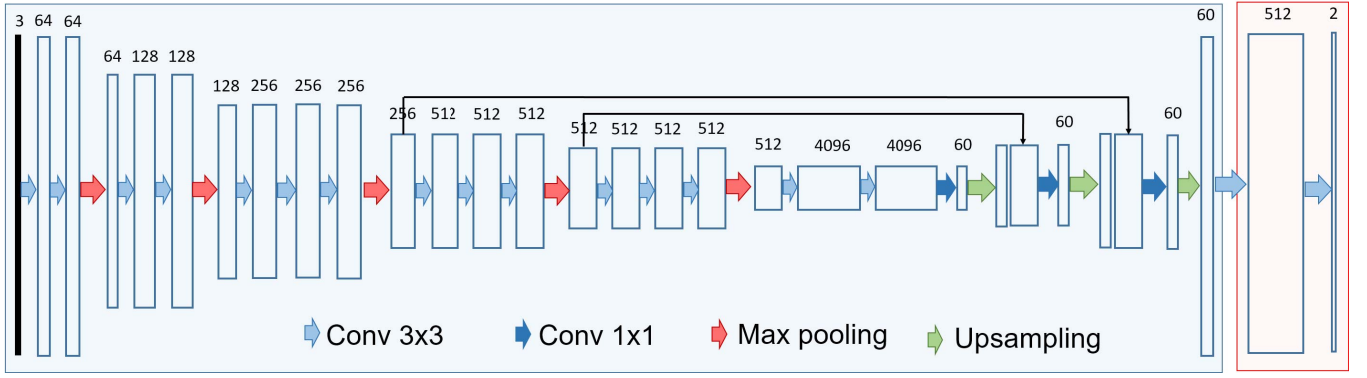 3 64 64
64 128 128
128 256 256 256
256 512 512 512
512 512 512 512
512 4096 4096 60
60
60
60
512 2
Conv 3x3
Conv 1x1
Max pooling
Upsampling